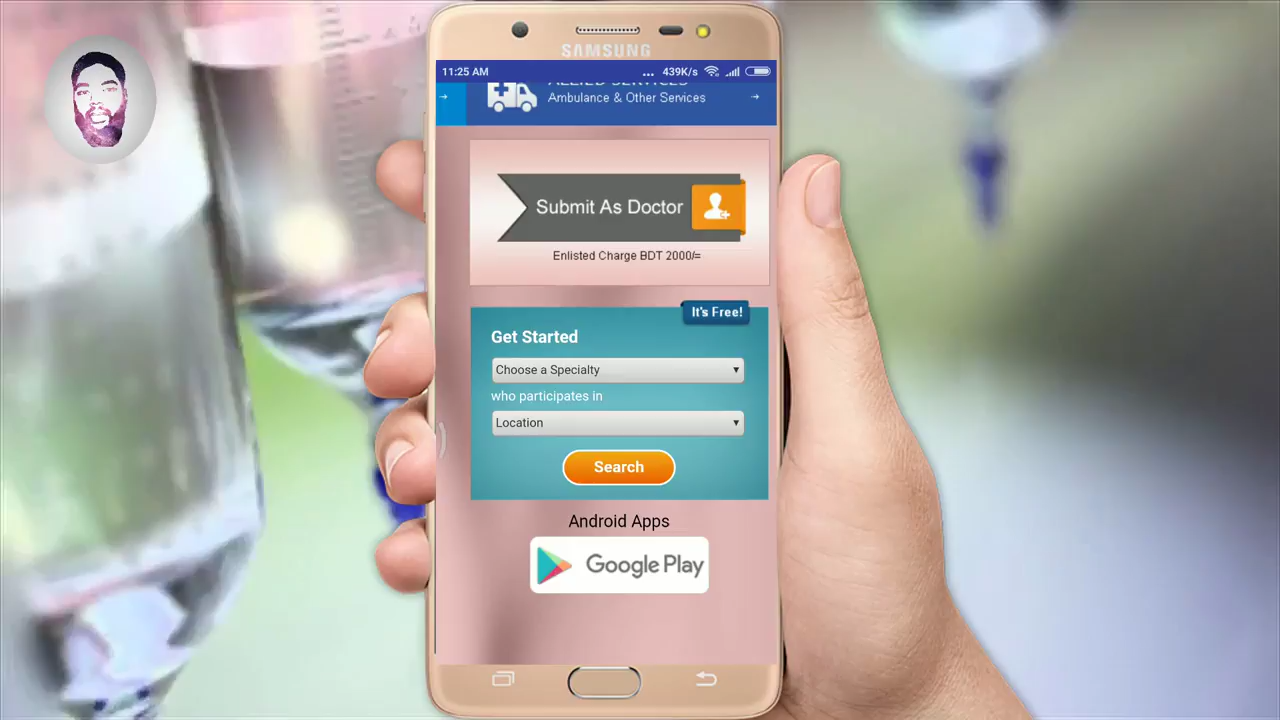 SAMSUNG
11:25 AM ... 439K/s
ALLIED SERVICES
Ambulance & Other Services
Submit As Doctor
Enlisted Charge BDT 2000/=
It's Free!
Get Started
Choose a Specialty
who participates in
Location
Search
Android Apps
Google Play